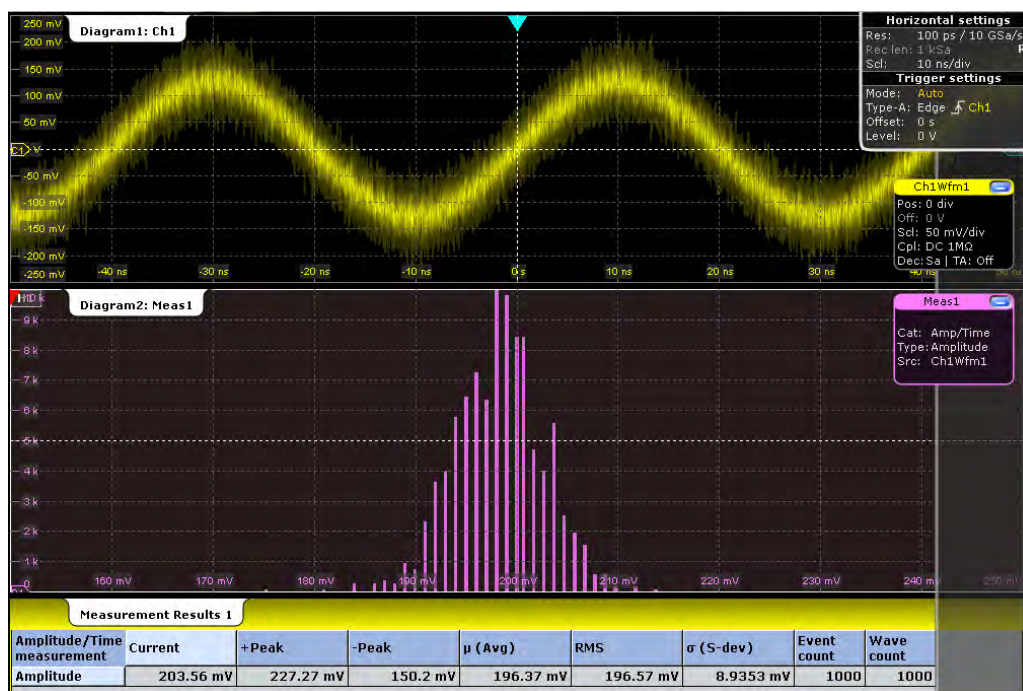 250 mV
Diagram1: Ch1
200 mV
150 mV
100 mV
50 mV
C1 V
-50 mV
-100 mV
-150 mV
-200 mV
-250 mV
-40 ns -30 ns -20 ns -10 ns 0 s 10 ns 20 ns 30 ns 40 ns
Horizontal settings
Res: 100 ps / 10 GSa/s
Rec len: 1 kSa R
Scl: 10 ns/div
Trigger settings
Mode: Auto
Type-A: Edge Ch1
Offset: 0 s
Level: 0 V
Ch1Wfm1
Pos: 0 div
Off: 0 V
Scl: 50 mV/div
Cpl: DC 1MΩ
Dec: Sa | TA: Off
Diagram2: Meas1
9 k
8 k
7 k
6 k
5 k
4 k
3 k
2 k
1 k
0
160 mV 170 mV 180 mV 190 mV 200 mV 210 mV 220 mV 230 mV 240 mV 250 mV
Meas1
Cat: Amp/Time
Type: Amplitude
Src: Ch1Wfm1
Measurement Results 1
Amplitude/Time measurement Current +Peak -Peak µ (Avg) RMS σ (S-dev) Event count Wave count
Amplitude 203.56 mV 227.27 mV 150.2 mV 196.37 mV 196.57 mV 8.9353 mV 1000 1000